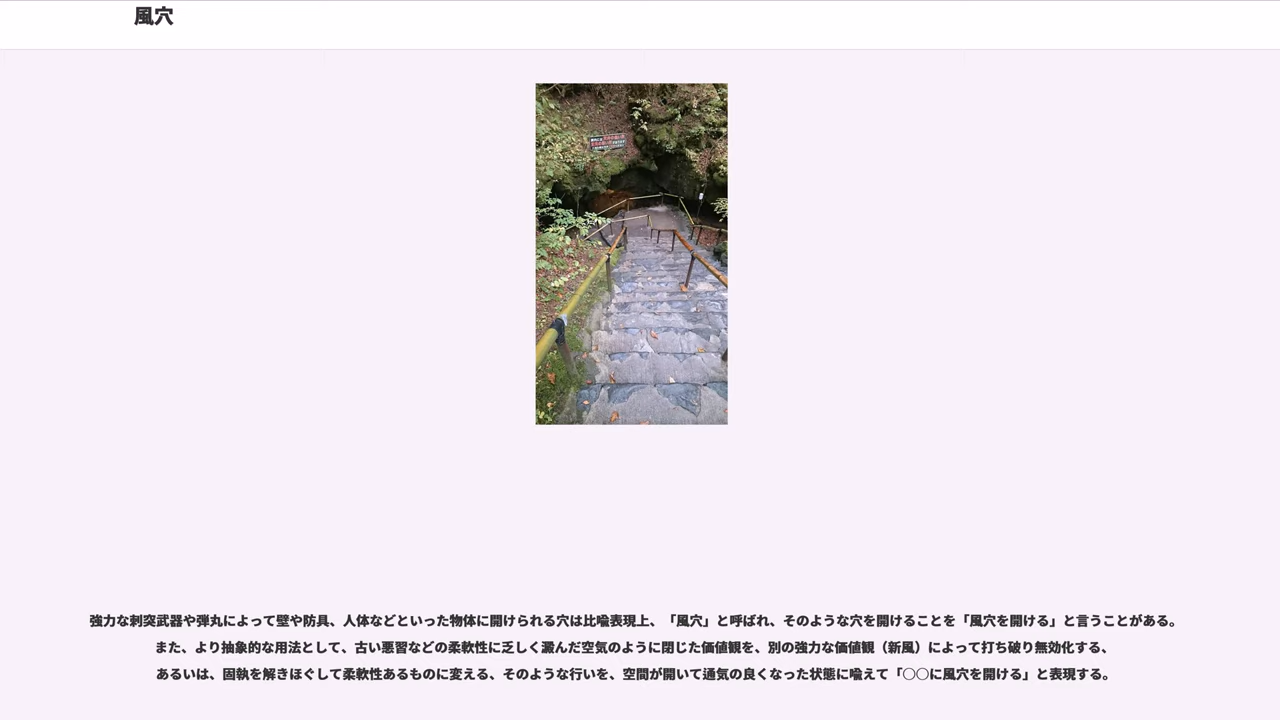 風穴
強力な刺突武器や弾丸によって壁や防具、人体などといった物体に開けられる穴は比喩表現上、「風穴」と呼ばれ、そのような穴を開けることを「風穴を開ける」と言うことがある。
また、より抽象的な用法として、古い悪習などの柔軟性に乏しく澱んだ空気のように閉じた価値観を、別の強力な価値観（新風）によって打ち破り無効化する、
あるいは、固執を解きほぐして柔軟性あるものに変える、そのような行いを、空間が開いて通気の良くなった状態に喩えて「〇〇に風穴を開ける」と表現する。